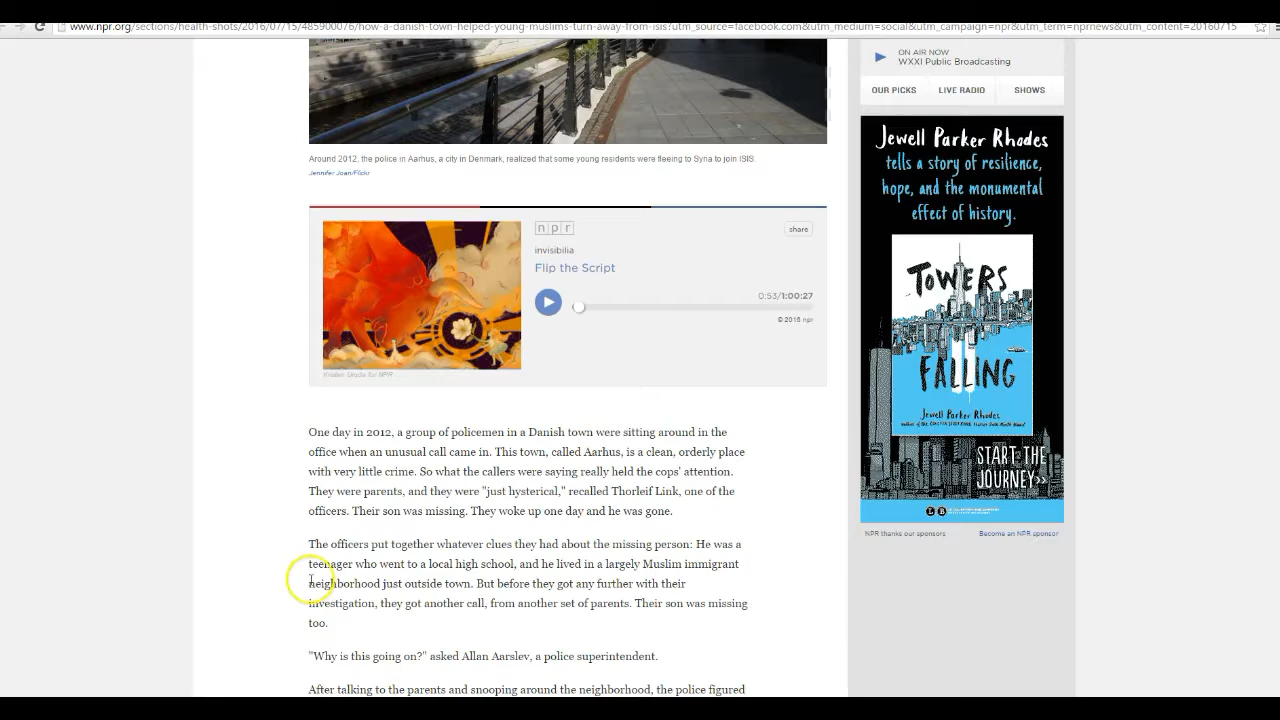 www.npr.org/sections/health-shots/2016/07/15/485900076/how-a-danish-town-helped-young-muslims-turn-away-from-isis?utm_source=facebook.com&utm_medium=social&utm_campaign=npr&utm_term=nprnews&utm_content=20160715
ON AIR NOW
WXXI Public Broadcasting
OUR PICKS LIVE RADIO SHOWS
Around 2012, the police in Aarhus, a city in Denmark, realized that some young residents were fleeing to Syria to join ISIS.
Jennifer Joan/Flickr
npr
share
invisibilia
Flip the Script
0:53/1:00:27
© 2016 npr
for NPR
One day in 2012, a group of policemen in a Danish town were sitting around in the
office when an unusual call came in. This town, called Aarhus, is a clean, orderly place
with very little crime. So what the callers were saying really held the cops' attention.
They were parents, and they were "just hysterical," recalled Thorleif Link, one of the
officers. Their son was missing. They woke up one day and he was gone.
The officers put together whatever clues they had about the missing person: He was a
teenager who went to a local high school, and he lived in a largely Muslim immigrant
neighborhood just outside town. But before they got any further with their
investigation, they got another call, from another set of parents. Their son was missing
too.
"Why is this going on?" asked Allan Aarslev, a police superintendent.
After talking to the parents and snooping around the neighborhood, the police figured
Jewell Parker Rhodes
tells a story of resilience,
hope, and the monumental
effect of history.
TOWERS
FALLING
Jewell Parker Rhodes
START THE
JOURNEY>>
LB
NPR thanks our sponsors
Become an NPR sponsor